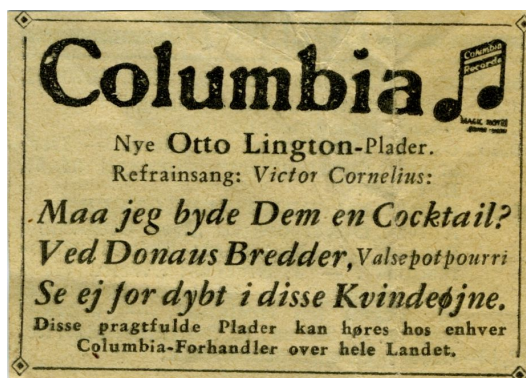 Columbia
Columbia
Records
MAGIC NOTES
Nye Otto Lington-Plader.
Refrainsang: Victor Cornelius:
Maa jeg byde Dem en Cocktail?
Ved Donaus Bredder, Valsepotpourri
Se ej for dybt i disse Kvindeøjne.
Disse pragtfulde Plader kan høres hos enhver
Columbia-Forhandler over hele Landet.